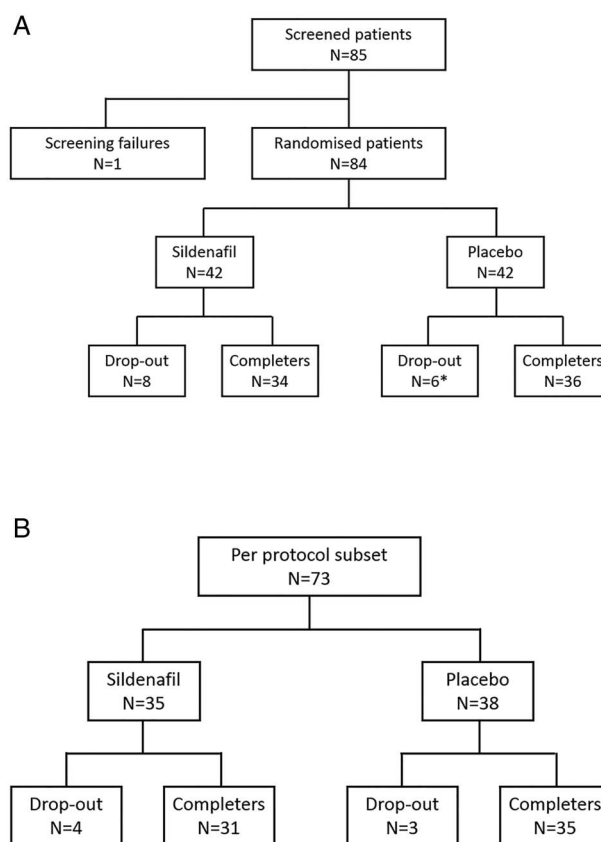 A
Screened patients
N=85
Screening failures
N=1
Randomised patients
N=84
Sildenafil
N=42
Placebo
N=42
Drop-out
N=8
Completers
N=34
Drop-out
N=6*
Completers
N=36
B
Per protocol subset
N=73
Sildenafil
N=35
Placebo
N=38
Drop-out
N=4
Completers
N=31
Drop-out
N=3
Completers
N=35